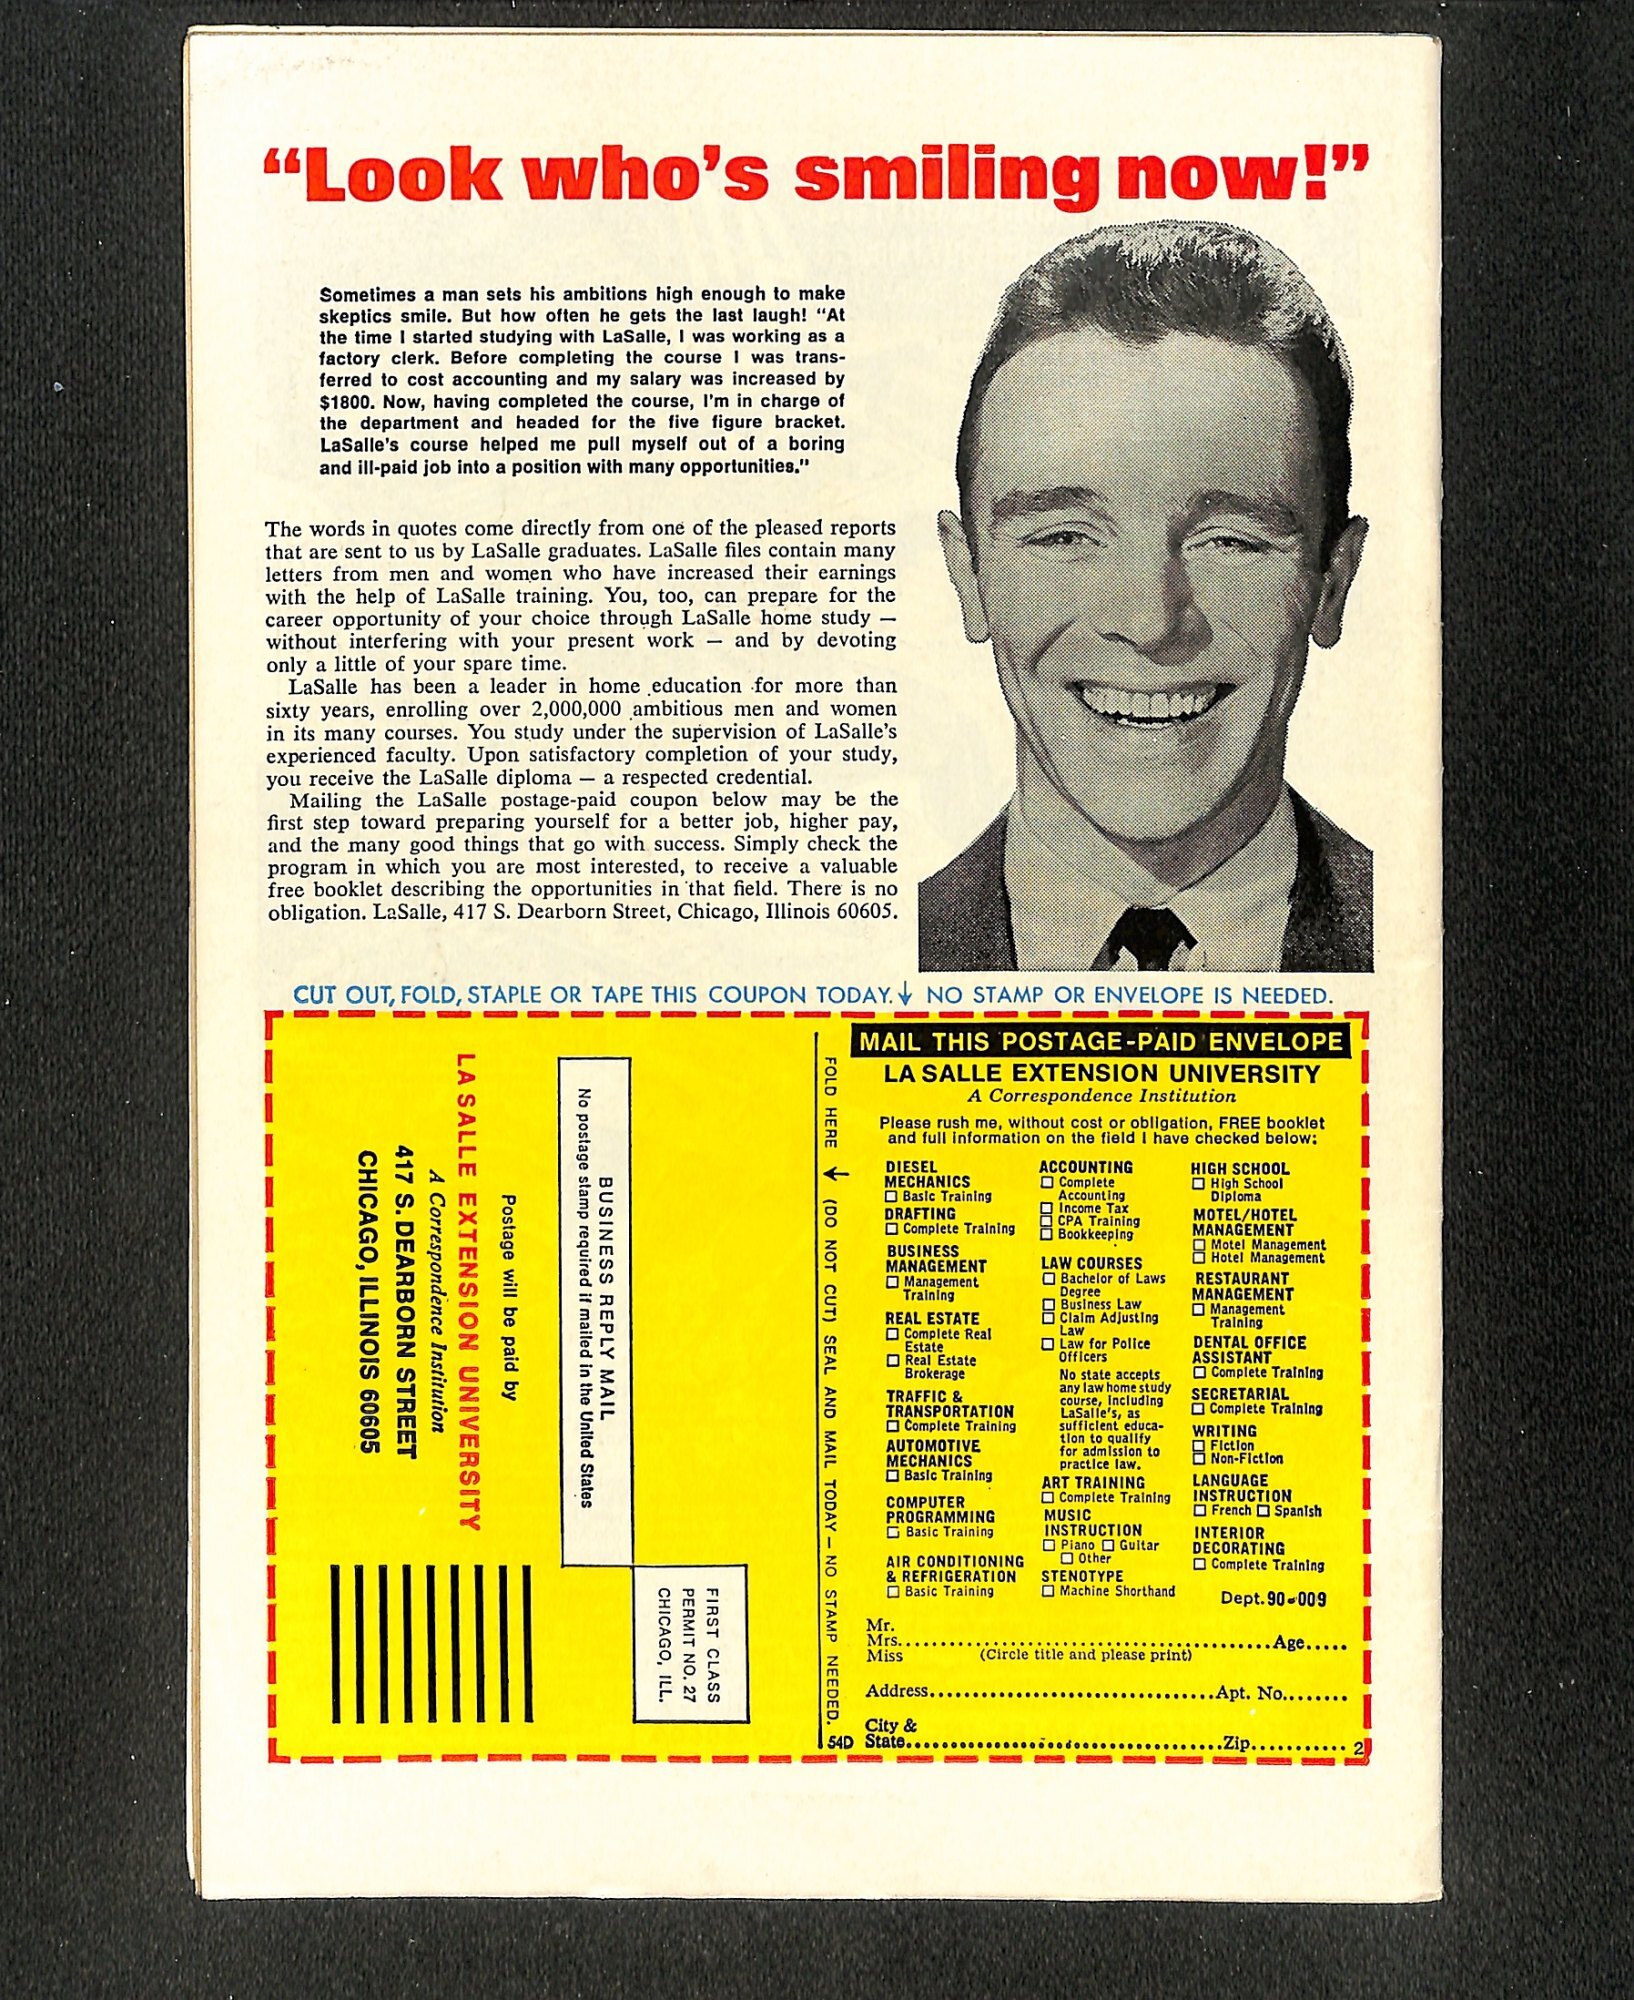 “Look who’s smiling now!”
Sometimes a man sets his ambitions high enough to make
skeptics smile. But how often he gets the last laugh! “At
the time I started studying with LaSalle, I was working as a
factory clerk. Before completing the course I was trans-
ferred to cost accounting and my salary was increased by
$1800. Now, having completed the course, I’m in charge of
the department and headed for the five figure bracket.
LaSalle’s course helped me pull myself out of a boring
and ill-paid job into a position with many opportunities.”
The words in quotes come directly from one of the pleased reports
that are sent to us by LaSalle graduates. LaSalle files contain many
letters from men and women who have increased their earnings
with the help of LaSalle training. You, too, can prepare for the
career opportunity of your choice through LaSalle home study —
without interfering with your present work — and by devoting
only a little of your spare time.
LaSalle has been a leader in home education for more than
sixty years, enrolling over 2,000,000 ambitious men and women
in its many courses. You study under the supervision of LaSalle’s
experienced faculty. Upon satisfactory completion of your study,
you receive the LaSalle diploma — a respected credential.
Mailing the LaSalle postage-paid coupon below may be the
first step toward preparing yourself for a better job, higher pay,
and the many good things that go with success. Simply check the
program in which you are most interested, to receive a valuable
free booklet describing the opportunities in that field. There is no
obligation. LaSalle, 417 S. Dearborn Street, Chicago, Illinois 60605.
CUT OUT, FOLD, STAPLE OR TAPE THIS COUPON TODAY.↓ NO STAMP OR ENVELOPE IS NEEDED.
FIRST CLASS
PERMIT NO. 27
CHICAGO, ILL.
BUSINESS REPLY MAIL
No postage stamp required if mailed in the United States
Postage will be paid by
LASALLE EXTENSION UNIVERSITY
A Correspondence Institution
417 S. DEARBORN STREET
CHICAGO, ILLINOIS 60605
FOLD HERE → (DO NOT CUT) SEAL AND MAIL TODAY — NO STAMP NEEDED.
MAIL THIS POSTAGE-PAID ENVELOPE
LA SALLE EXTENSION UNIVERSITY
A Correspondence Institution
Please rush me, without cost or obligation, FREE booklet
and full information on the field I have checked below:
DIESEL
MECHANICS
☐ Basic Training
DRAFTING
☐ Complete Training
BUSINESS
MANAGEMENT
☐ Management
Training
REAL ESTATE
☐ Complete Real
Estate
☐ Real Estate
Brokerage
TRAFFIC &
TRANSPORTATION
☐ Complete Training
AUTOMOTIVE
MECHANICS
☐ Basic Training
COMPUTER
PROGRAMMING
☐ Basic Training
AIR CONDITIONING
& REFRIGERATION
☐ Basic Training
ACCOUNTING
☐ Complete
Accounting
☐ Income Tax
☐ CPA Training
☐ Bookkeeping
LAW COURSES
☐ Bachelor of Laws
Degree
☐ Business Law
☐ Claim Adjusting
Law
☐ Law for Police
Officers
No state accepts
any law home study
course, including
LaSalle’s, as
sufficient educa-
tion to qualify
for admission to
practice law.
ART TRAINING
☐ Complete Training
MUSIC
INSTRUCTION
☐ Piano ☐ Guitar
☐ Other
STENOTYPE
☐ Machine Shorthand
HIGH SCHOOL
☐ High School
Diploma
MOTEL/HOTEL
MANAGEMENT
☐ Motel Management
☐ Hotel Management
RESTAURANT
MANAGEMENT
☐ Management
Training
DENTAL OFFICE
ASSISTANT
☐ Complete Training
SECRETARIAL
☐ Complete Training
WRITING
☐ Fiction
☐ Non-Fiction
LANGUAGE
INSTRUCTION
☐ French ☐ Spanish
INTERIOR
DECORATING
☐ Complete Training
Dept. 90-009
Mr.
Mrs. Age
Miss (Circle title and please print)
Address Apt. No.
City &
54D State Zip 2